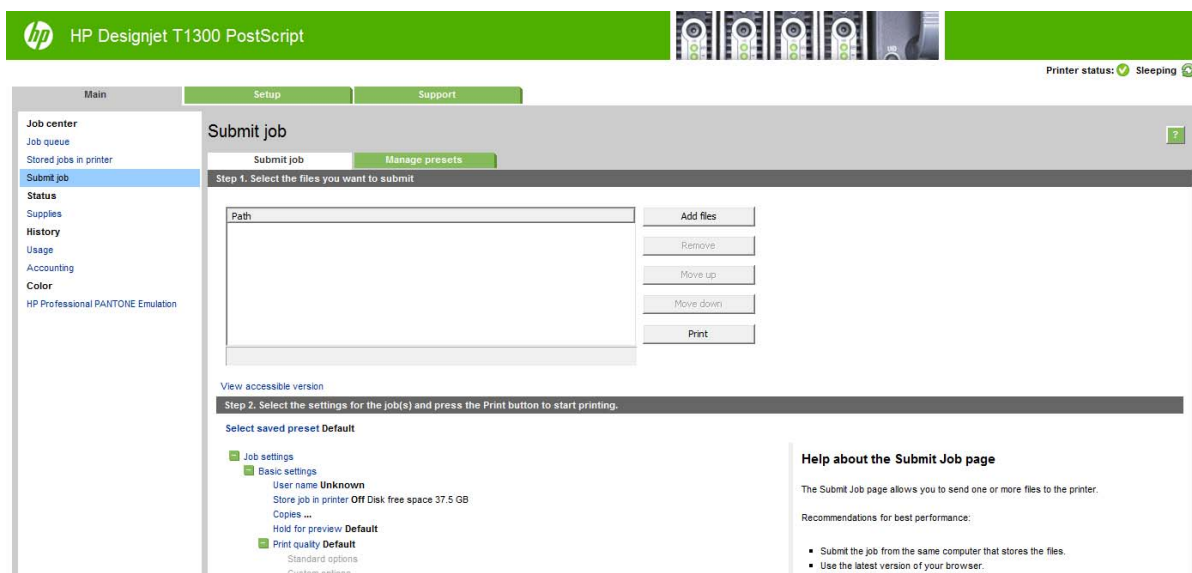 hp HP Designjet T1300 PostScript
UID
Printer status: Sleeping
Main Setup Support
Job center
Job queue
Stored jobs in printer
Submit job
Status
Supplies
History
Usage
Accounting
Color
HP Professional PANTONE Emulation
Submit job
?
Submit job Manage presets
Step 1. Select the files you want to submit
Path
Add files
Remove
Move up
Move down
Print
View accessible version
Step 2. Select the settings for the job(s) and press the Print button to start printing.
Select saved preset Default
Job settings
Basic settings
User name Unknown
Store job in printer Off Disk free space 37.5 GB
Copies ...
Hold for preview Default
Print quality Default
Standard options
Custom options
Help about the Submit Job page
The Submit Job page allows you to send one or more files to the printer.
Recommendations for best performance:
Submit the job from the same computer that stores the files.
Use the latest version of your browser.